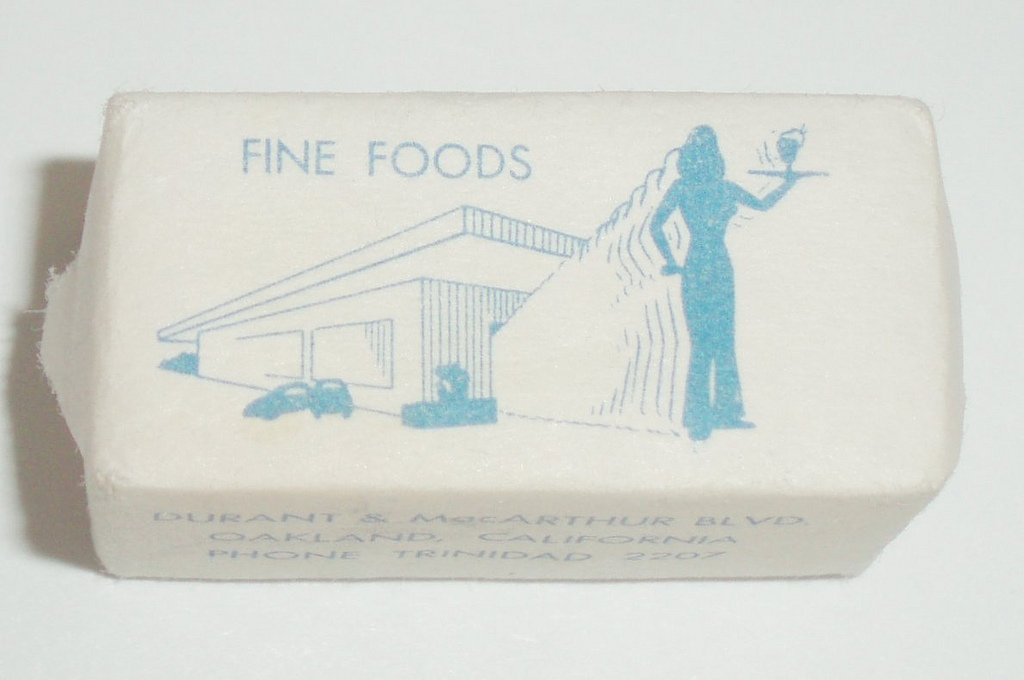 FINE FOODS
DURANT & MacARTHUR BLVD.
OAKLAND, CALIFORNIA
PHONE TRINIDAD 2207